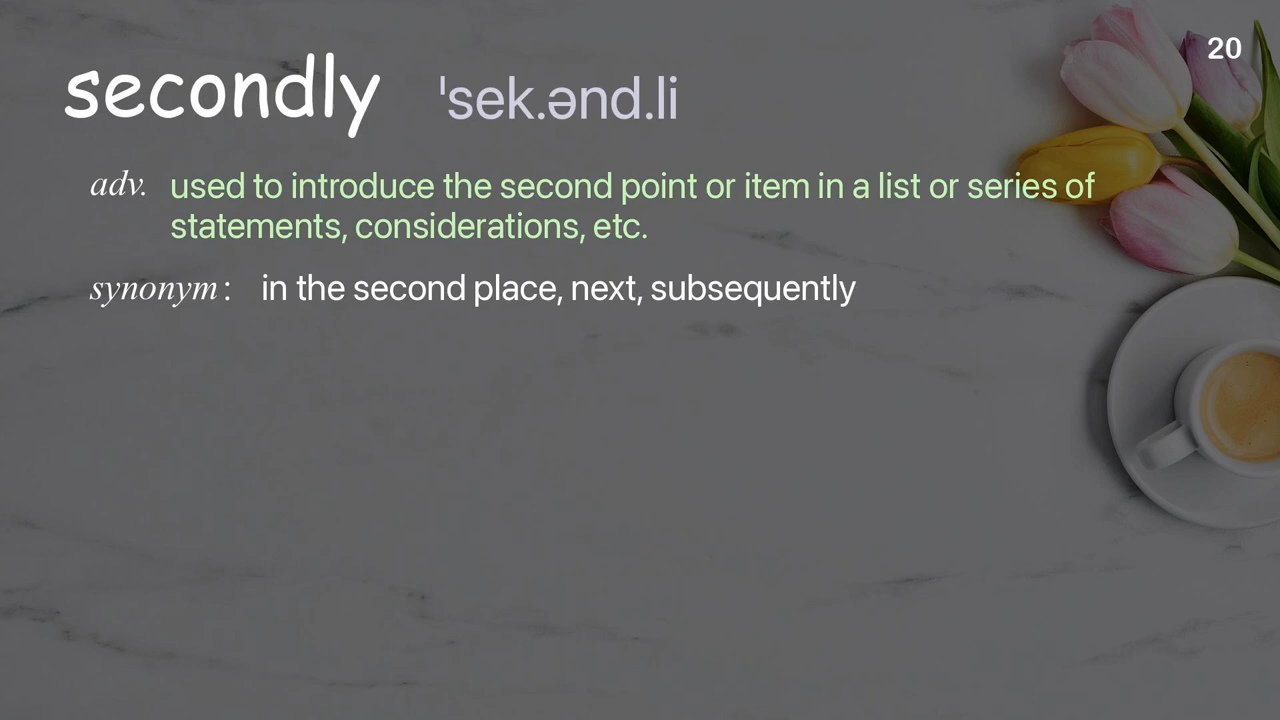 20
secondly ˈsek.ənd.li
adv. used to introduce the second point or item in a list or series of
statements, considerations, etc.
synonym : in the second place, next, subsequently